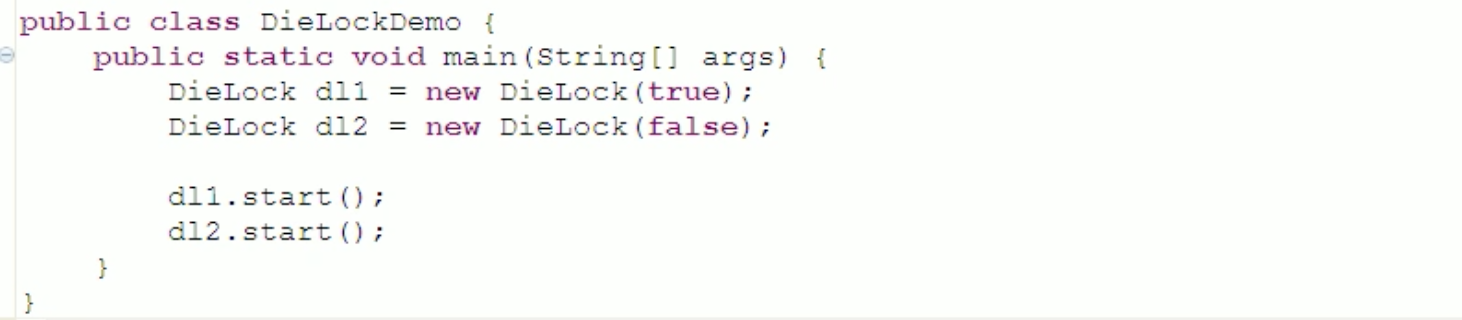 public class DieLockDemo {
    public static void main(String[] args) {
        DieLock dl1 = new DieLock(true);
        DieLock dl2 = new DieLock(false);

        dl1.start();
        dl2.start();
    }
}